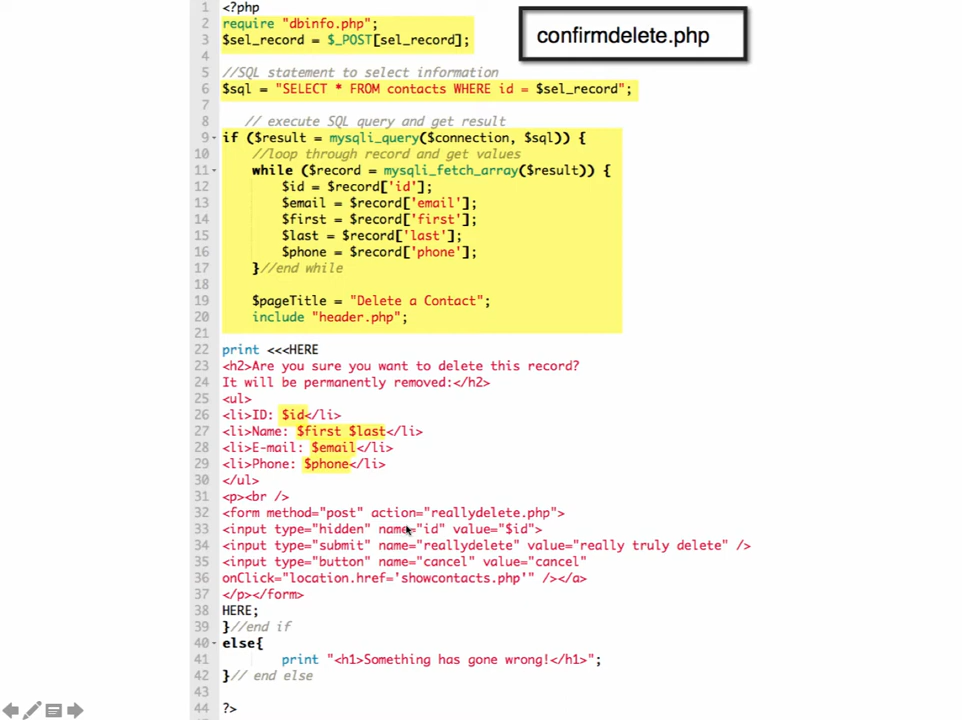 confirmdelete.php
1 <?php
2 require "dbinfo.php";
3 $sel_record = $_POST[sel_record];
4
5 //SQL statement to select information
6 $sql = "SELECT * FROM contacts WHERE id = $sel_record";
7
8 // execute SQL query and get result
9 if ($result = mysqli_query($connection, $sql)) {
10 //loop through record and get values
11 while ($record = mysqli_fetch_array($result)) {
12 $id = $record['id'];
13 $email = $record['email'];
14 $first = $record['first'];
15 $last = $record['last'];
16 $phone = $record['phone'];
17 }//end while
18
19 $pageTitle = "Delete a Contact";
20 include "header.php";
21
22 print <<<HERE
23 <h2>Are you sure you want to delete this record?
24 It will be permanently removed:</h2>
25 <ul>
26 <li>ID: $id</li>
27 <li>Name: $first $last</li>
28 <li>E-mail: $email</li>
29 <li>Phone: $phone</li>
30 </ul>
31 <p><br />
32 <form method="post" action="reallydelete.php">
33 <input type="hidden" name="id" value="$id">
34 <input type="submit" name="reallydelete" value="really truly delete" />
35 <input type="button" name="cancel" value="cancel"
36 onClick="location.href='showcontacts.php'" /></a>
37 </p></form>
38 HERE;
39 }//end if
40 else{
41 print "<h1>Something has gone wrong!</h1>";
42 }// end else
43
44 ?>